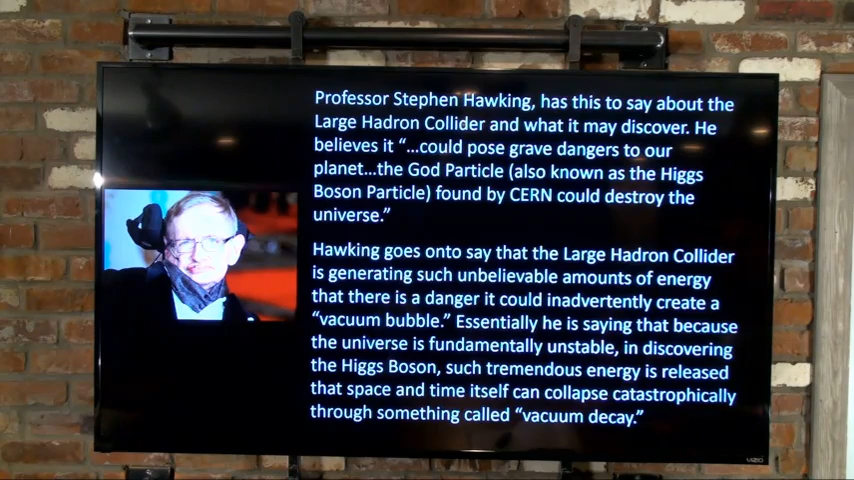 Professor Stephen Hawking, has this to say about the
Large Hadron Collider and what it may discover. He
believes it “...could pose grave dangers to our
planet...the God Particle (also known as the Higgs
Boson Particle) found by CERN could destroy the
universe.”
Hawking goes onto say that the Large Hadron Collider
is generating such unbelievable amounts of energy
that there is a danger it could inadvertently create a
“vacuum bubble.” Essentially he is saying that because
the universe is fundamentally unstable, in discovering
the Higgs Boson, such tremendous energy is released
that space and time itself can collapse catastrophically
through something called “vacuum decay.”
VIZIO